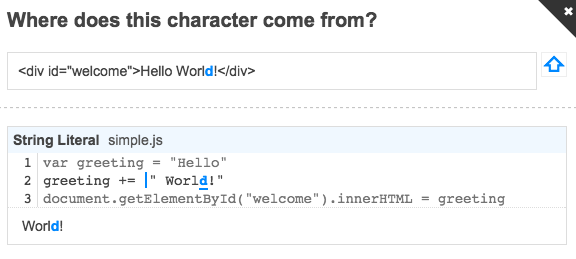 Where does this character come from?
<div id="welcome">Hello World!</div>
String Literal simple.js
1 var greeting = "Hello"
2 greeting += " World!"
3 document.getElementById("welcome").innerHTML = greeting
World!